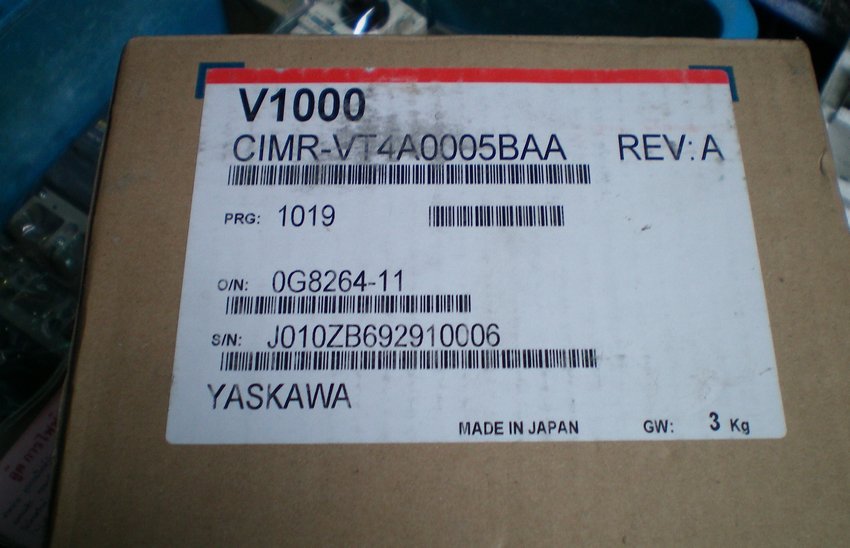 V1000
CIMR-VT4A0005BAA REV: A
PRG: 1019
O/N: 0G8264-11
S/N: J010ZB692910006
YASKAWA
MADE IN JAPAN GW: 3 Kg